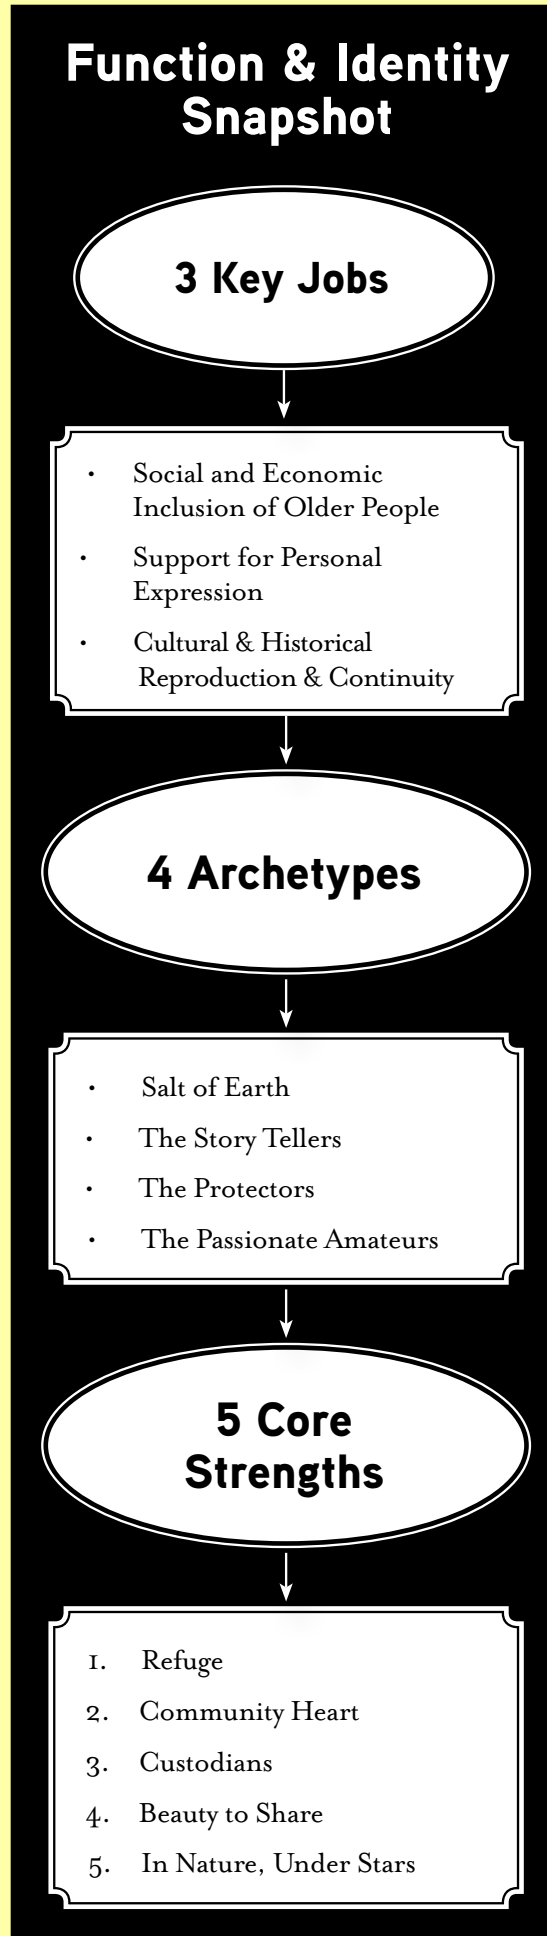 Function & Identity
Snapshot
3 Key Jobs
• Social and Economic
Inclusion of Older People
• Support for Personal
Expression
• Cultural & Historical
Reproduction & Continuity
4 Archetypes
• Salt of Earth
• The Story Tellers
• The Protectors
• The Passionate Amateurs
5 Core
Strengths
1. Refuge
2. Community Heart
3. Custodians
4. Beauty to Share
5. In Nature, Under Stars